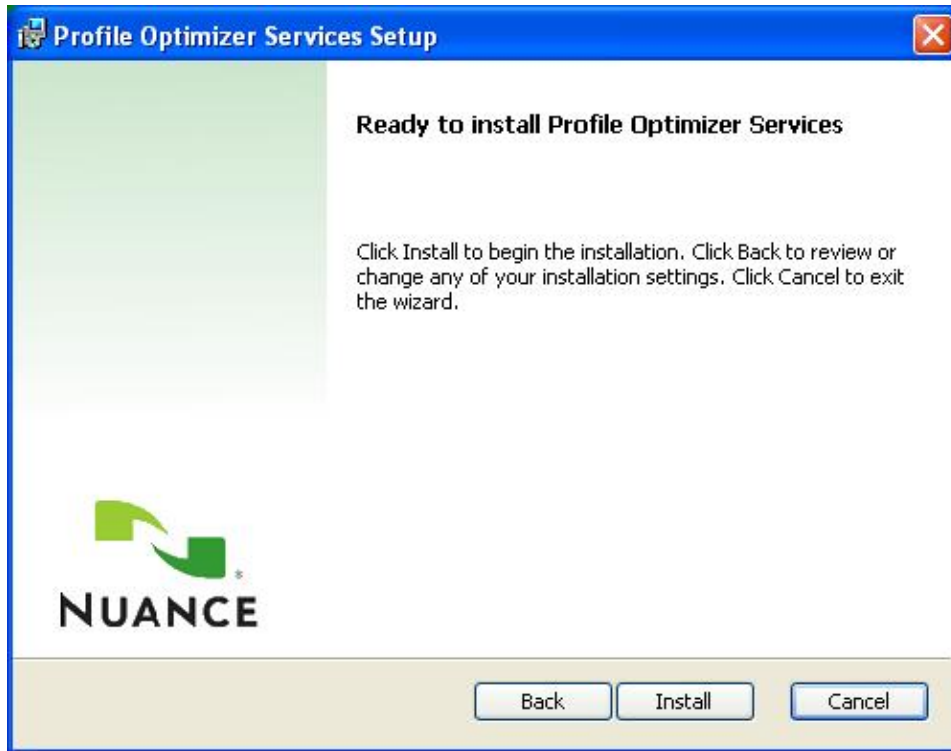 Profile Optimizer Services Setup
Ready to install Profile Optimizer Services
Click Install to begin the installation. Click Back to review or
change any of your installation settings. Click Cancel to exit
the wizard.
®
NUANCE
Back
Install
Cancel